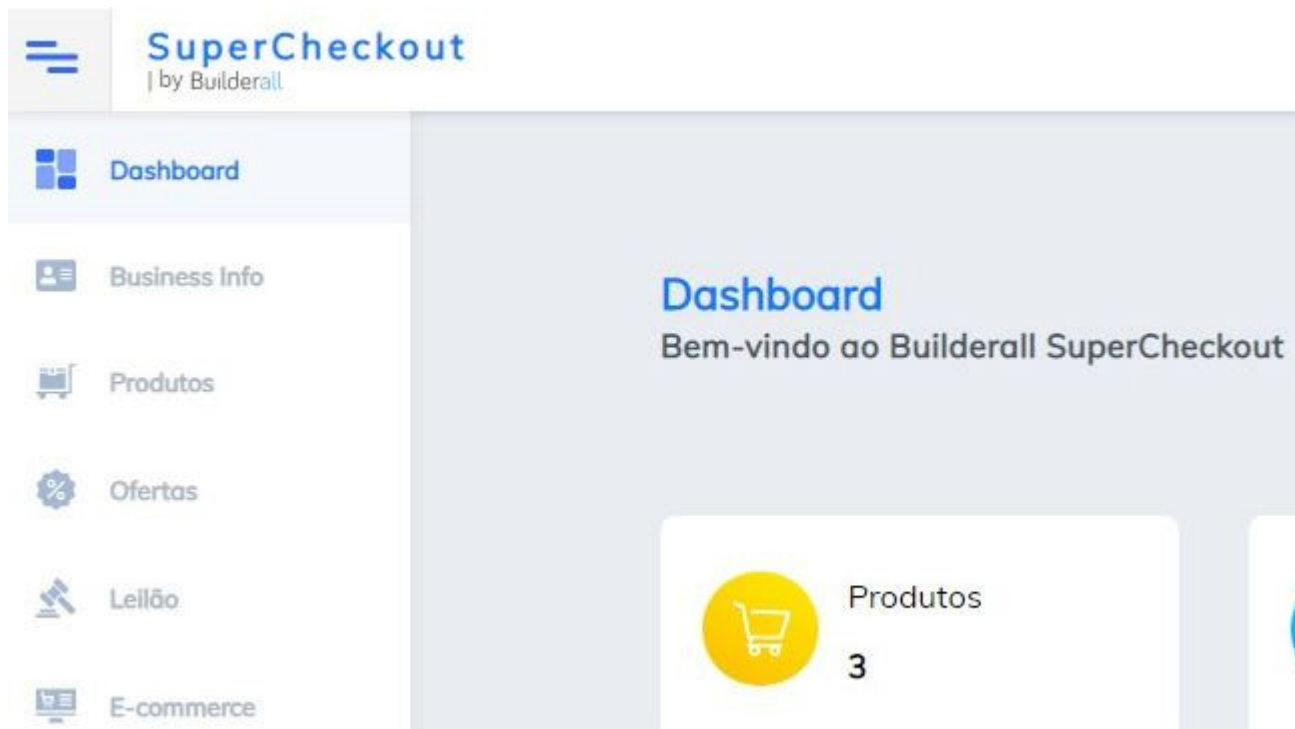 SuperCheckout
| by Builderall
Dashboard
Business Info
Produtos
Ofertas
Leilão
E-commerce
Dashboard
Bem-vindo ao Builderall SuperCheckout
Produtos
3